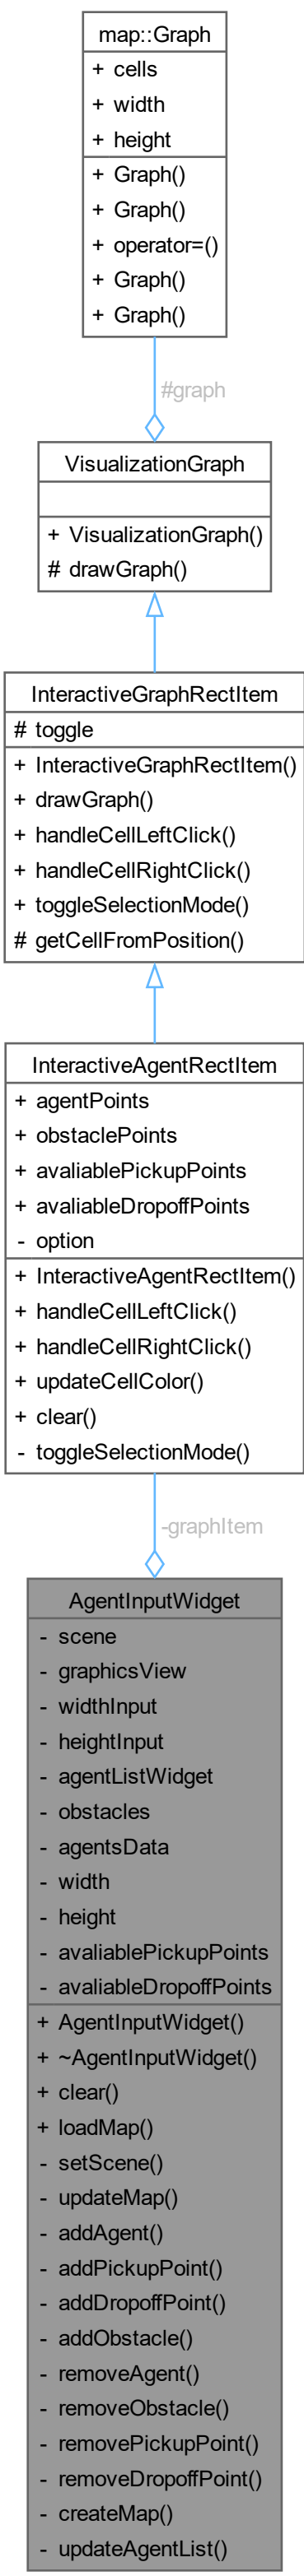 map::Graph
+ cells
+ width
+ height
+ Graph()
+ Graph()
+ operator=()
+ Graph()
+ Graph()
#graph
VisualizationGraph
+ VisualizationGraph()
# drawGraph()
InteractiveGraphRectItem
# toggle
+ InteractiveGraphRectItem()
+ drawGraph()
+ handleCellLeftClick()
+ handleCellRightClick()
+ toggleSelectionMode()
# getCellFromPosition()
InteractiveAgentRectItem
+ agentPoints
+ obstaclePoints
+ avaliablePickupPoints
+ avaliableDropoffPoints
- option
+ InteractiveAgentRectItem()
+ handleCellLeftClick()
+ handleCellRightClick()
+ updateCellColor()
+ clear()
- toggleSelectionMode()
-graphItem
AgentInputWidget
- scene
- graphicsView
- widthInput
- heightInput
- agentListWidget
- obstacles
- agentsData
- width
- height
- avaliablePickupPoints
- avaliableDropoffPoints
+ AgentInputWidget()
+ ~AgentInputWidget()
+ clear()
+ loadMap()
- setScene()
- updateMap()
- addAgent()
- addPickupPoint()
- addDropoffPoint()
- addObstacle()
- removeAgent()
- removeObstacle()
- removePickupPoint()
- removeDropoffPoint()
- createMap()
- updateAgentList()